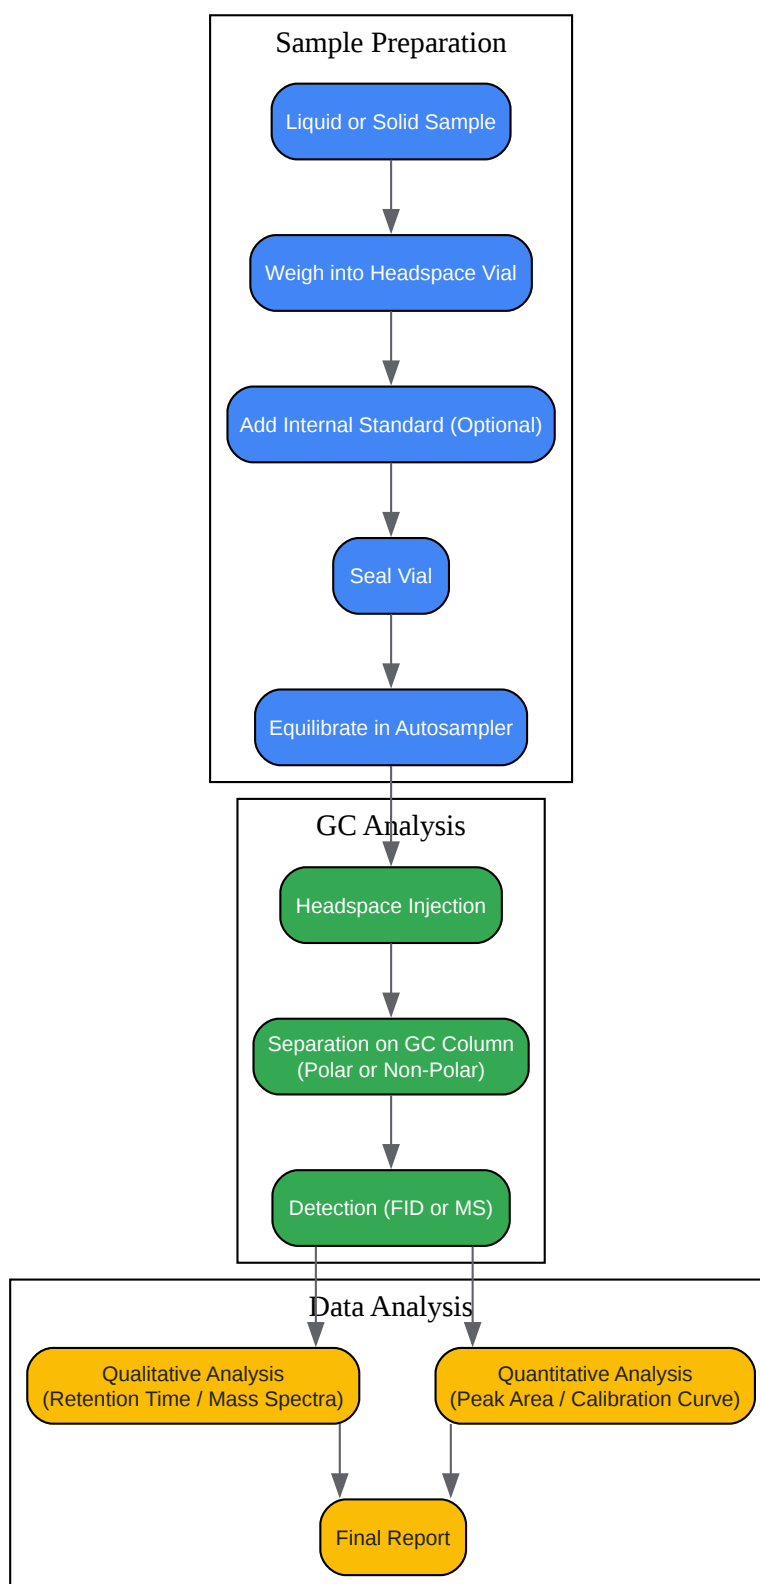 Sample Preparation
Liquid or Solid Sample
Weigh into Headspace Vial
Add Internal Standard (Optional)
Seal Vial
Equilibrate in Autosampler
GC Analysis
Headspace Injection
Separation on GC Column
(Polar or Non-Polar)
Detection (FID or MS)
Data Analysis
Qualitative Analysis
(Retention Time / Mass Spectra)
Quantitative Analysis
(Peak Area / Calibration Curve)
Final Report